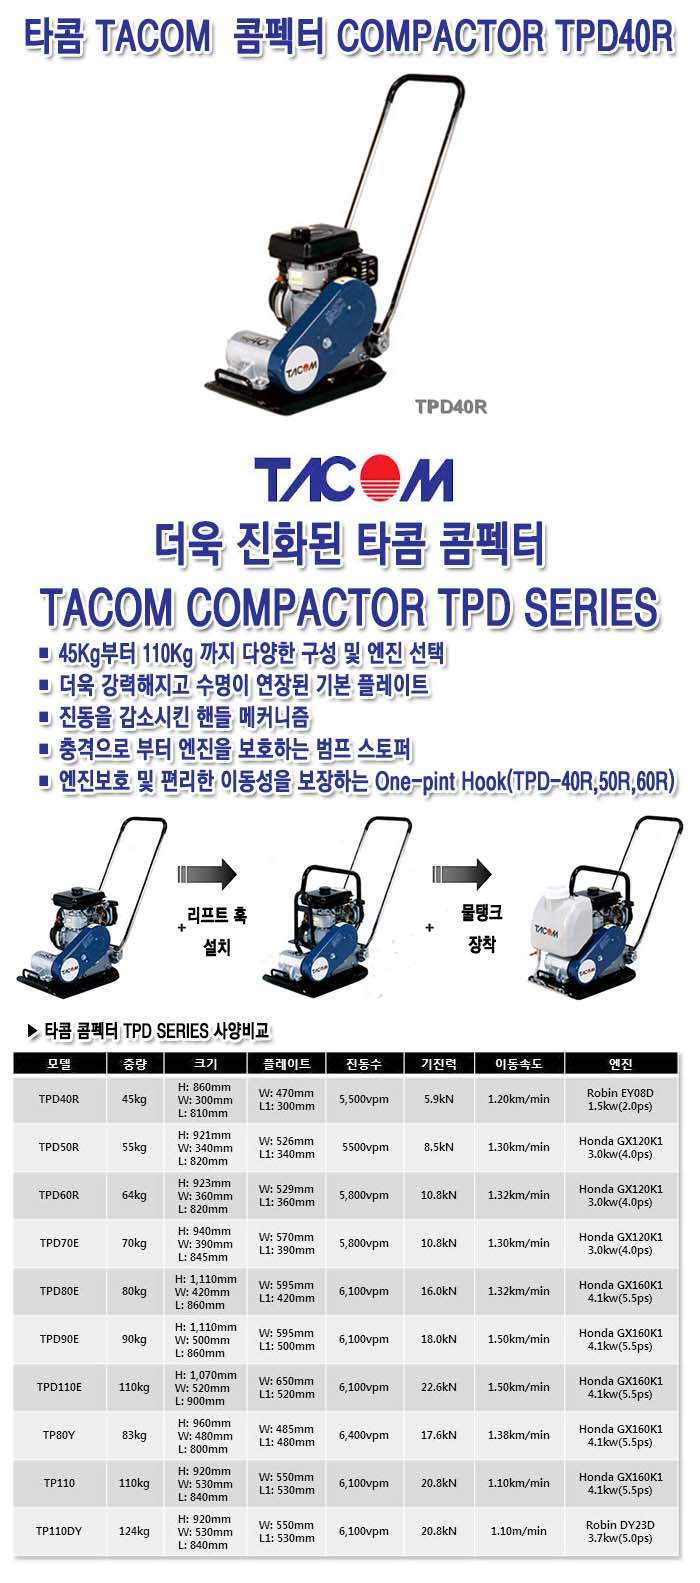 타콤 TACOM 콤펙터 COMPACTOR TPD40R
TACOM
TPD40R
TACOM
더욱 진화된 타콤 콤펙터
TACOM COMPACTOR TPD SERIES
■ 45Kg부터 110Kg 까지 다양한 구성 및 엔진 선택
■ 더욱 강력해지고 수명이 연장된 기본 플레이트
■ 진동을 감소시킨 핸들 메커니즘
■ 충격으로 부터 엔진을 보호하는 범프 스토퍼
■ 엔진보호 및 편리한 이동성을 보장하는 One-pint Hook(TPD-40R,50R,60R)
TACOM
+ 리프트 훅
설치
TACOM
+ 물탱크
장착
TACOM
TACOM
▶ 타콤 콤펙터 TPD SERIES 사양비교
모델 중량 크기 플레이트 진동수 기진력 이동속도 엔진
TPD40R 45kg H: 860mm W: 300mm L: 810mm W: 470mm L1: 300mm 5,500vpm 5.9kN 1.20km/min Robin EY08D 1.5kw(2.0ps)
TPD50R 55kg H: 921mm W: 340mm L: 820mm W: 526mm L1: 340mm 5500vpm 8.5kN 1.30km/min Honda GX120K1 3.0kw(4.0ps)
TPD60R 64kg H: 923mm W: 360mm L: 820mm W: 529mm L1: 360mm 5,800vpm 10.8kN 1.32km/min Honda GX120K1 3.0kw(4.0ps)
TPD70E 70kg H: 940mm W: 390mm L: 845mm W: 570mm L1: 390mm 5,800vpm 10.8kN 1.30km/min Honda GX120K1 3.0kw(4.0ps)
TPD80E 80kg H: 1,110mm W: 420mm L: 860mm W: 595mm L1: 420mm 6,100vpm 16.0kN 1.32km/min Honda GX160K1 4.1kw(5.5ps)
TPD90E 90kg H: 1,110mm W: 500mm L: 860mm W: 595mm L1: 500mm 6,100vpm 18.0kN 1.50km/min Honda GX160K1 4.1kw(5.5ps)
TPD110E 110kg H: 1,070mm W: 520mm L: 900mm W: 650mm L1: 520mm 6,100vpm 22.6kN 1.50km/min Honda GX160K1 4.1kw(5.5ps)
TP80Y 83kg H: 960mm W: 480mm L: 800mm W: 485mm L1: 480mm 6,400vpm 17.6kN 1.38km/min Honda GX160K1 4.1kw(5.5ps)
TP110 110kg H: 920mm W: 530mm L: 840mm W: 550mm L1: 530mm 6,100vpm 20.8kN 1.10km/min Honda GX160K1 4.1kw(5.5ps)
TP110DY 124kg H: 920mm W: 530mm L: 840mm W: 550mm L1: 530mm 6,100vpm 20.8kN 1.10m/min Robin DY23D 3.7kw(5.0ps)